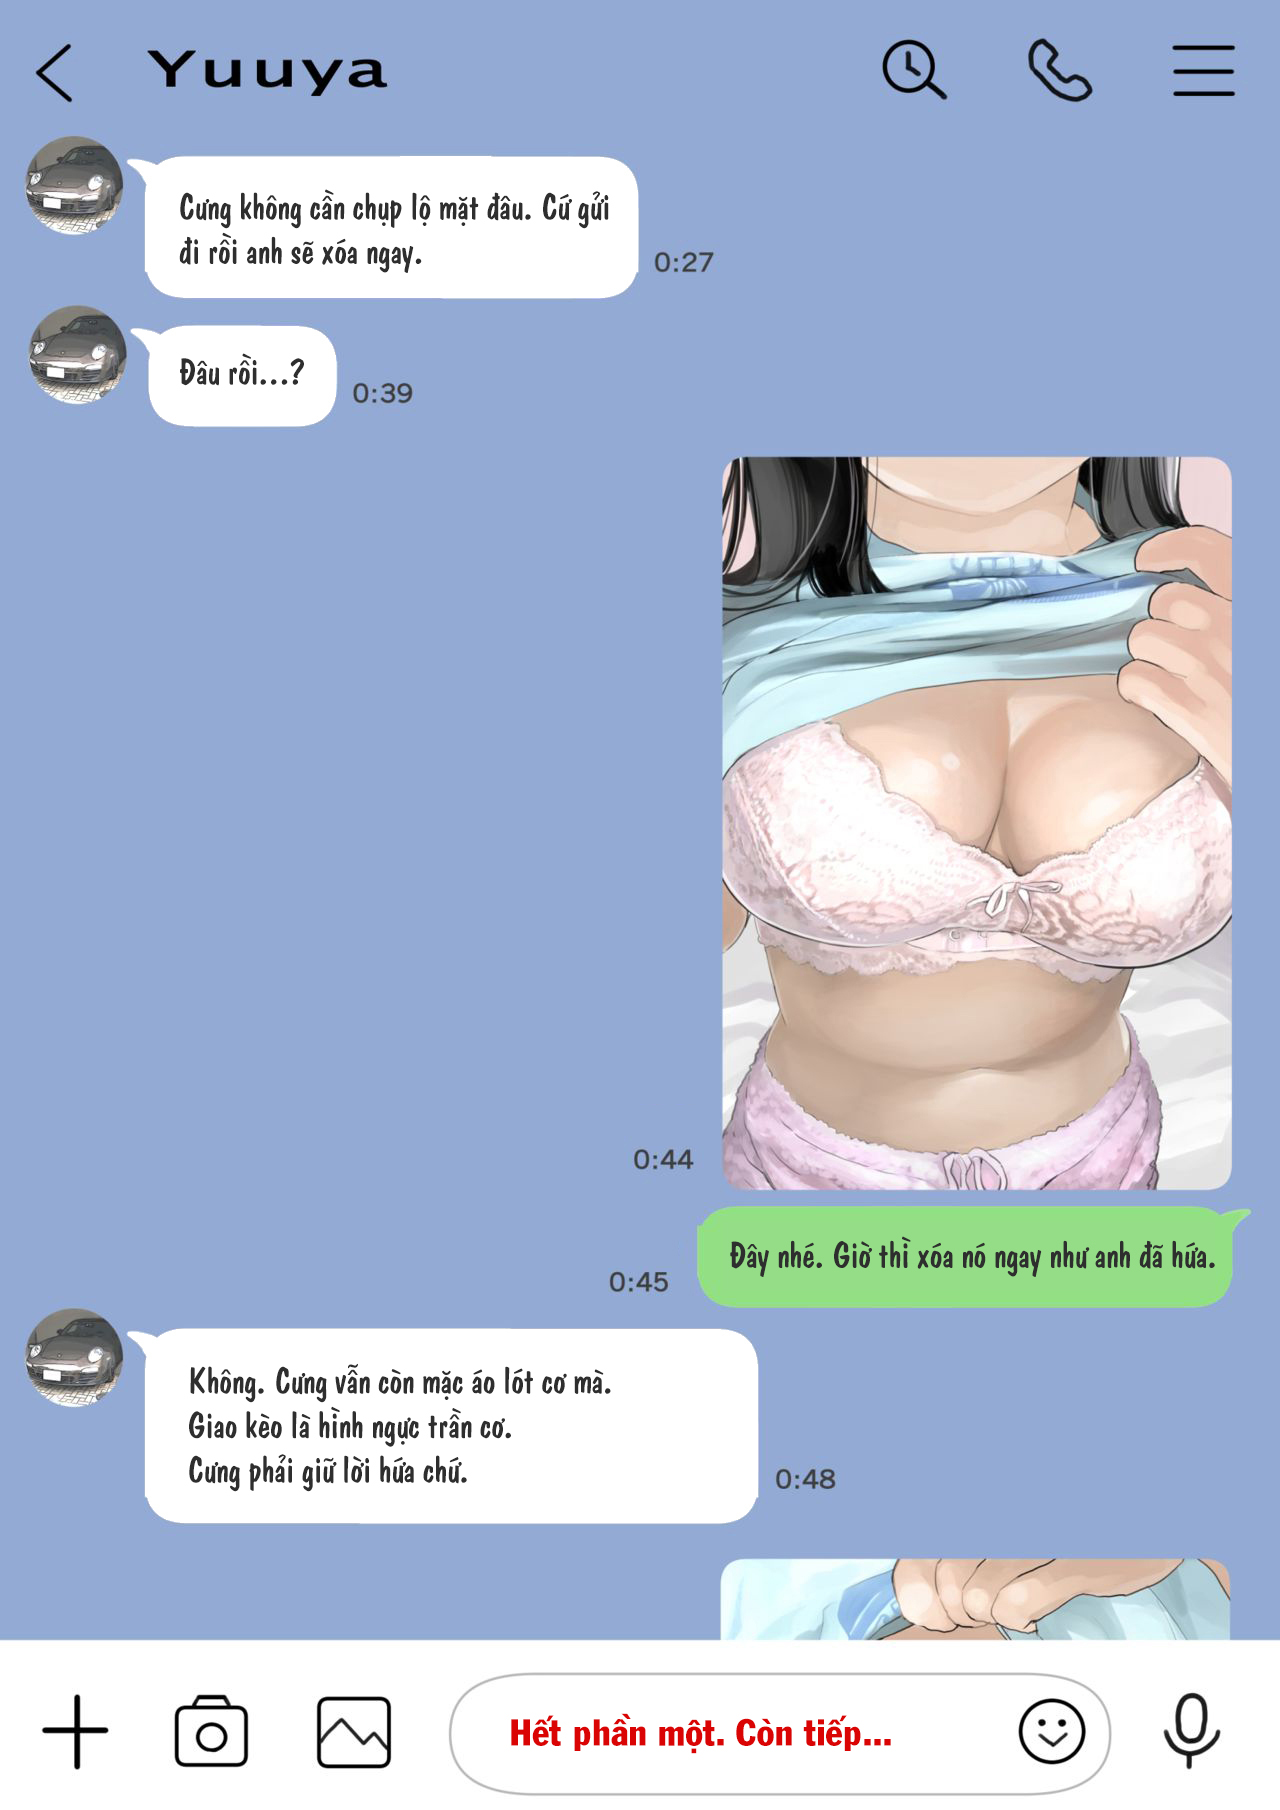 Yuuya
Cưng không cần chụp lộ mặt đâu. Cứ gửi
đi rồi anh sẽ xóa ngay.
0:27
Đâu rồi...?
0:39
0:44
Đây nhé. Giờ thì xóa nó ngay như anh đã hứa.
0:45
Không. Cưng vẫn còn mặc áo lót cơ mà.
Giao kèo là hình ngực trần cơ.
Cưng phải giữ lời hứa chứ.
0:48
Hết phần một. Còn tiếp...